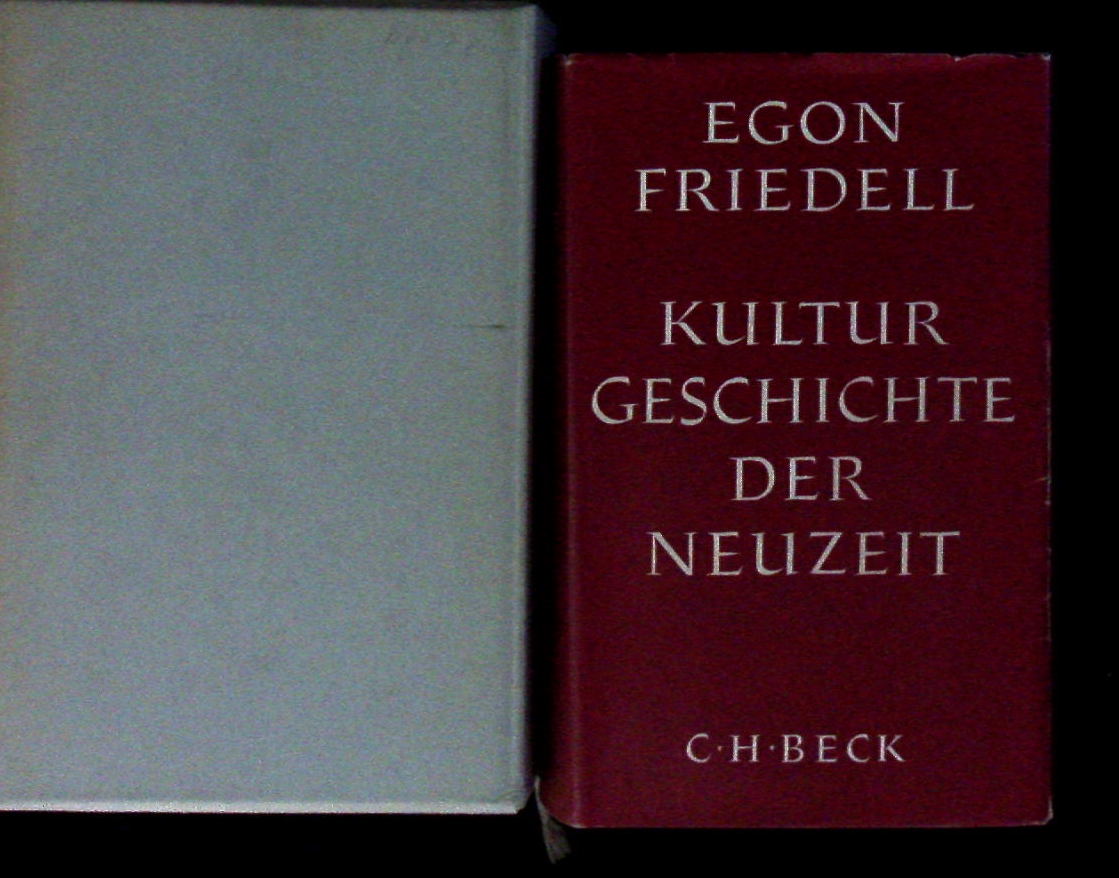 EGON
FRIEDELL
KULTUR
GESCHICHTE
DER
NEUZEIT
C·H·BECK